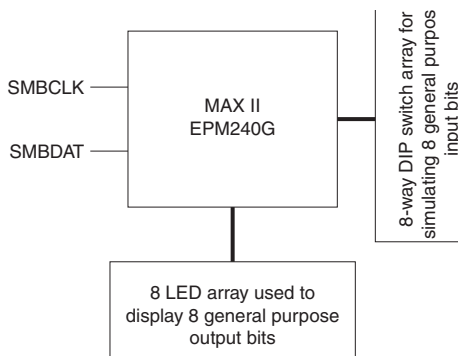 SMBCLK
SMBDAT
MAX II
EPM240G
8-way DIP switch array for
simulating 8 general purpos
input bits
8 LED array used to
display 8 general purpose
output bits